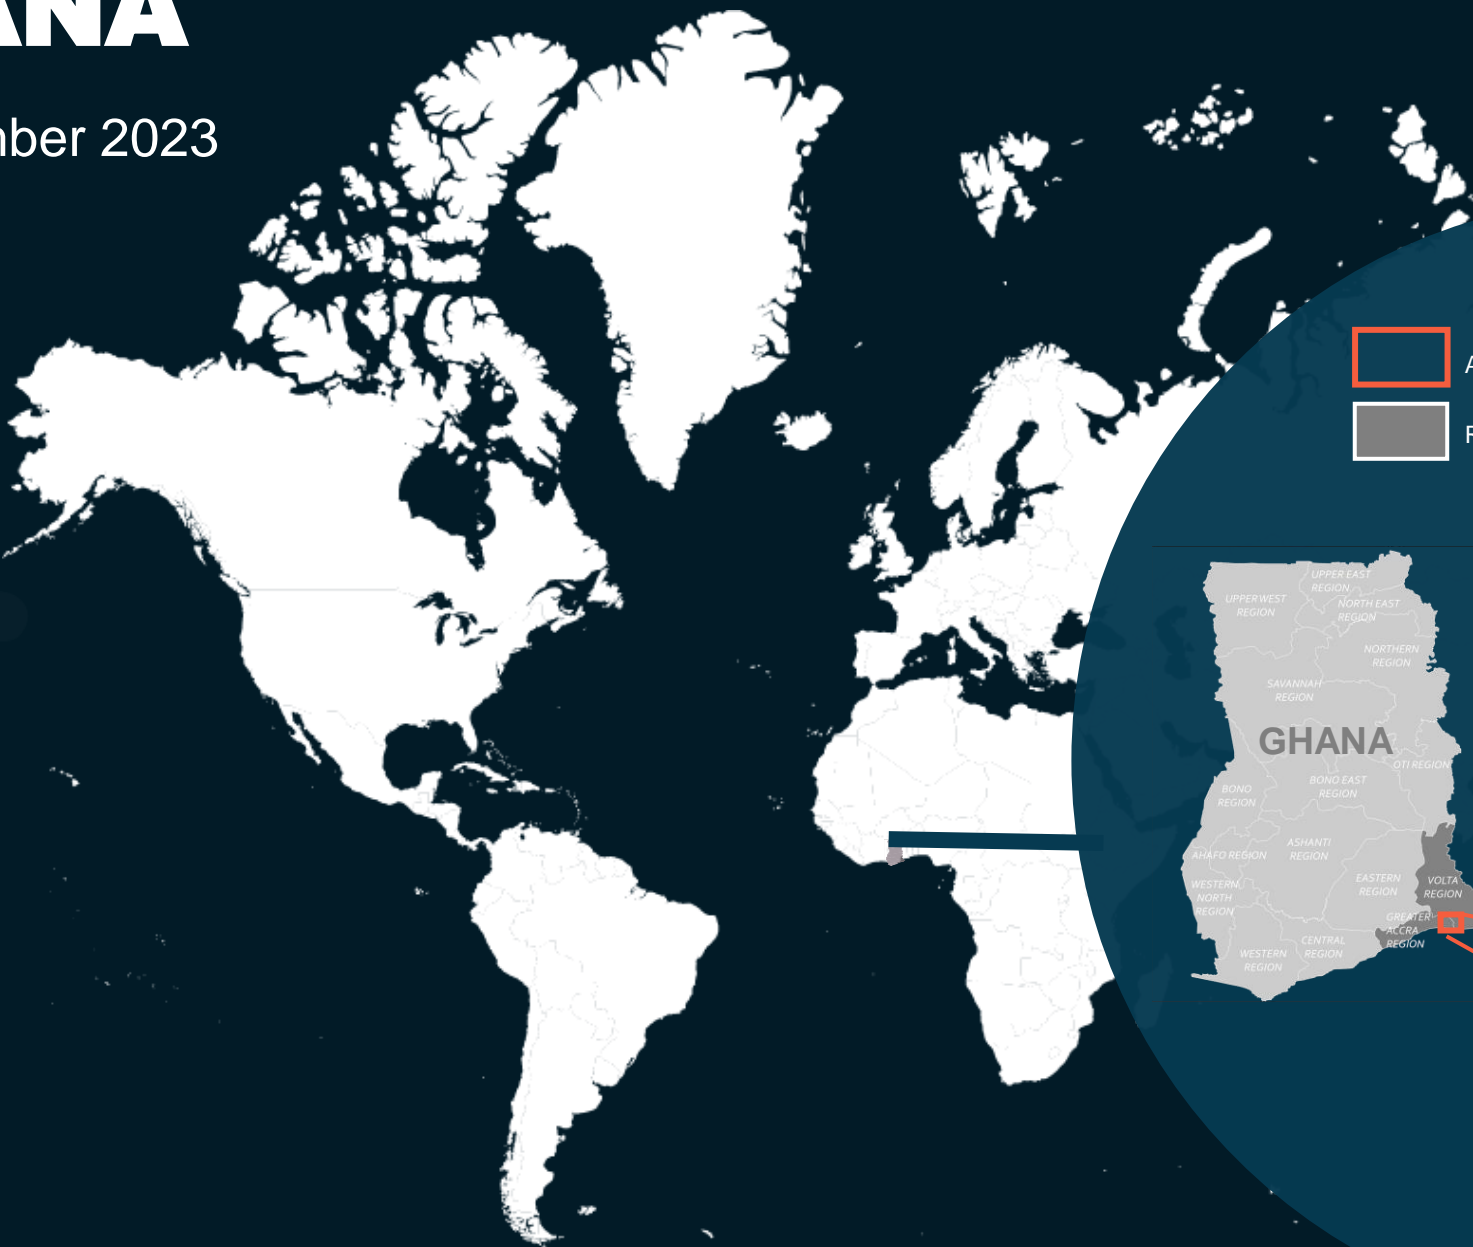 ANA
mber 2023
A
UPPER EAST
REGION
UPPER WEST
REGION
NORTH EAST
REGION
NORTHERN
REGION
SAVANNAH
REGION
GHANA
OTI REGION
BONO EAST
REGION
BONO
REGION
ASHANTI
REGION
AHAFO REGION
EASTERN
REGION
VOLTA
REGION
WESTERN
NORTH
REGION
GREATER
ACCRA
REGION
CENTRAL
REGION
WESTERN
REGION